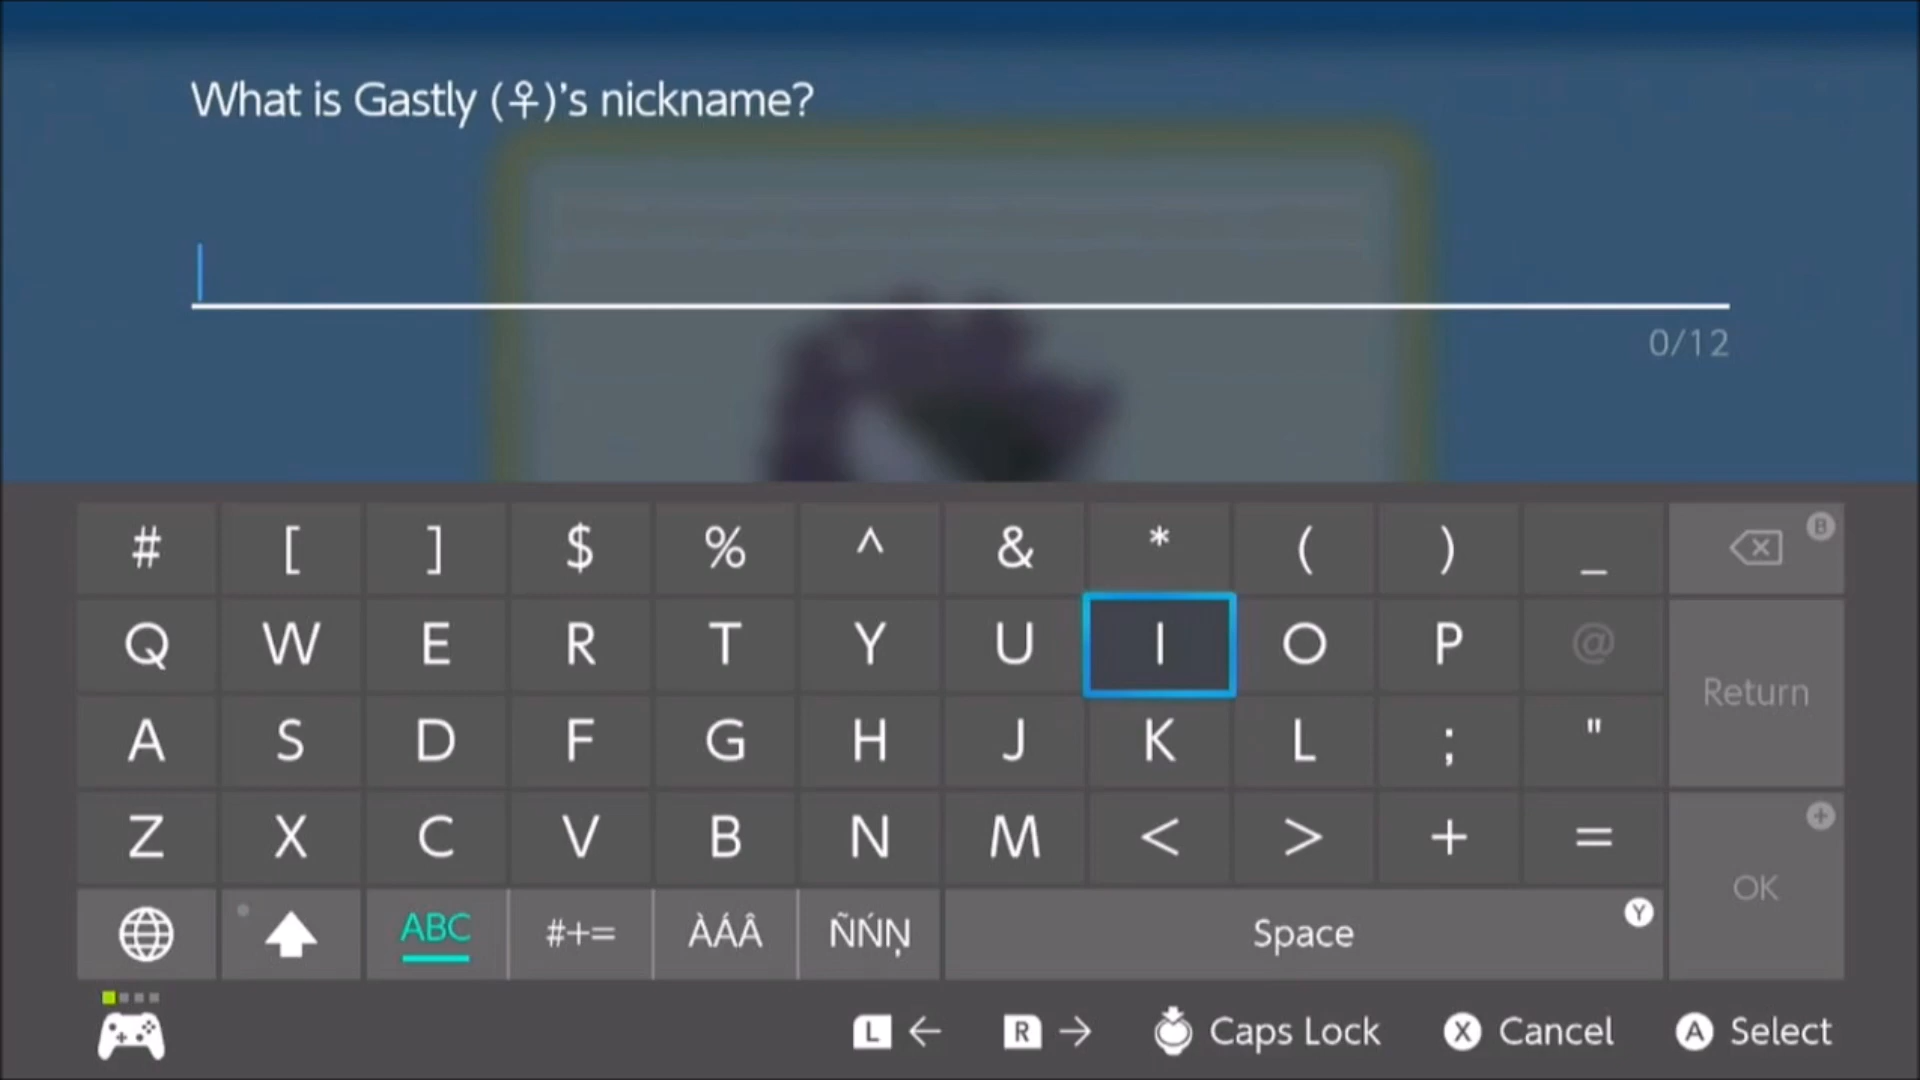 What is Gastly (♀)'s nickname?
0/12
# [ ] $ % ^ & * ( ) _ B
Q W E R T Y U I O P @ Return
A S D F G H J K L ; "
Z X C V B N M < > + = + OK
ABC #+= ÀÁÂ ÑŃŅ Space Y
L ← R → Caps Lock X Cancel A Select